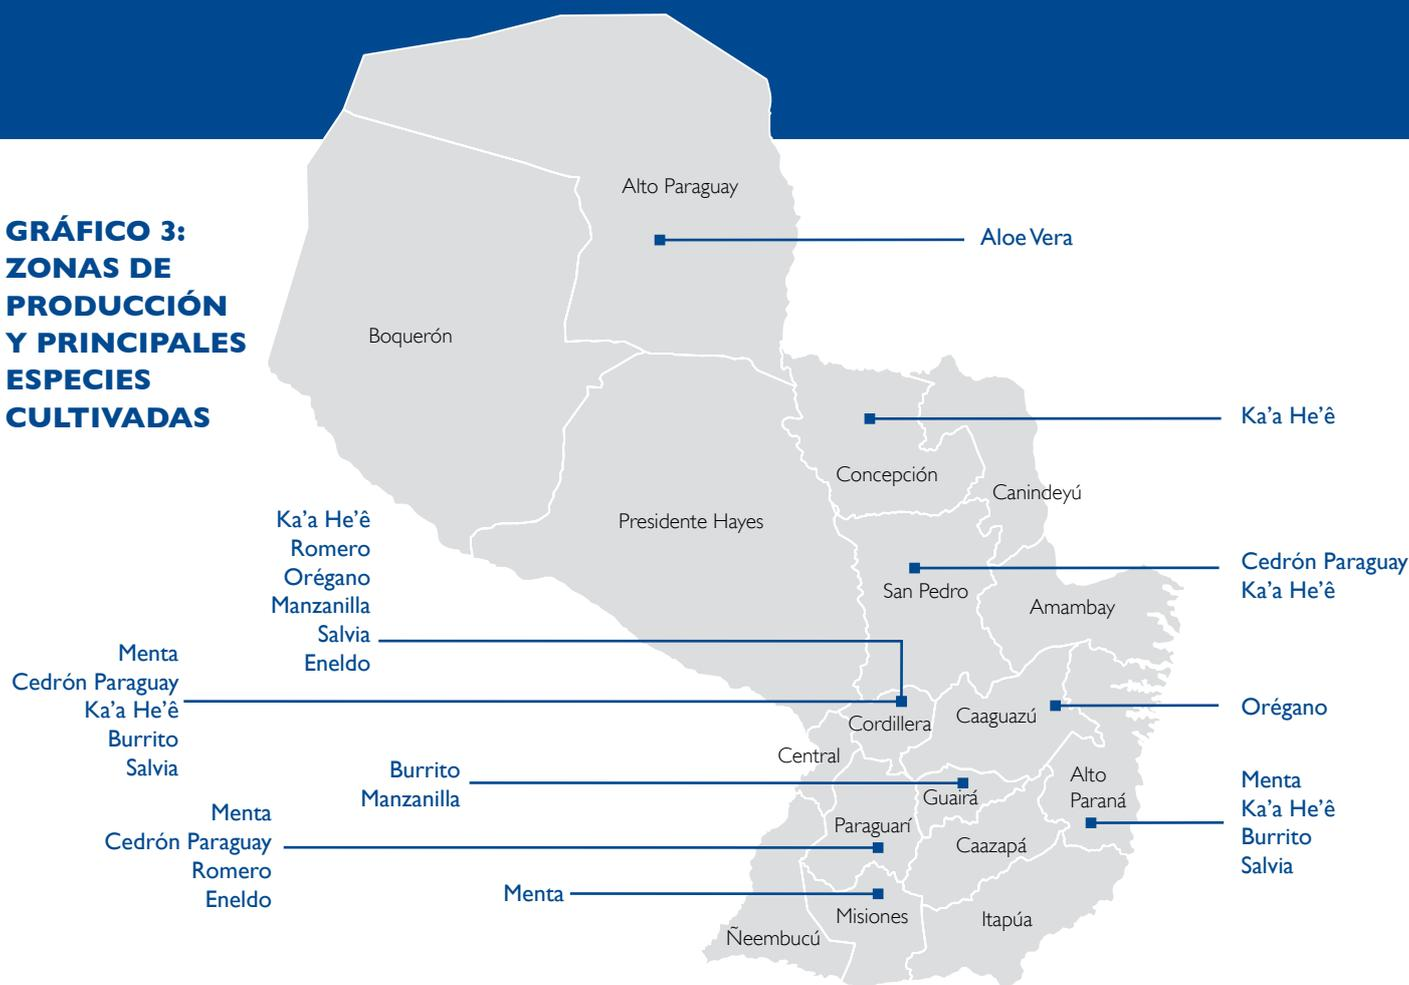 GRÁFICO 3:
ZONAS DE
PRODUCCIÓN
Y PRINCIPALES
ESPECIES
CULTIVADAS
Alto Paraguay
Aloe Vera
Boquerón
Ka’a He’ê
Concepción
Canindeyú
Presidente Hayes
Ka’a He’ê
Romero
Orégano
Manzanilla
Salvia
Eneldo
Cedrón Paraguay
Ka’a He’ê
San Pedro
Amambay
Menta
Cedrón Paraguay
Ka’a He’ê
Burrito
Salvia
Orégano
Cordillera
Caaguazú
Central
Burrito
Manzanilla
Guairá
Alto
Paraná
Menta
Ka’a He’ê
Burrito
Salvia
Menta
Cedrón Paraguay
Romero
Eneldo
Paraguarí
Caazapá
Menta
Misiones
Itapúa
Ñeembucú